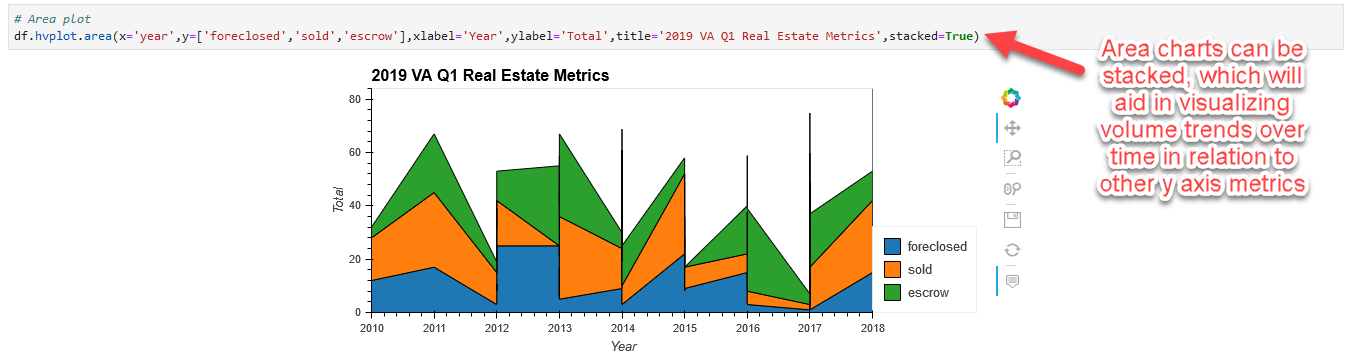 # Area plot
df.hvplot.area(x='year',y=['foreclosed','sold','escrow'],xlabel='Year',ylabel='Total',title='2019 VA Q1 Real Estate Metrics',stacked=True)
Area charts can be
stacked, which will
aid in visualizing
volume trends over
time in relation to
other y axis metrics
2019 VA Q1 Real Estate Metrics
80
60
40
20
0
Total
2010 2011 2012 2013 2014 2015 2016 2017 2018
Year
foreclosed
sold
escrow